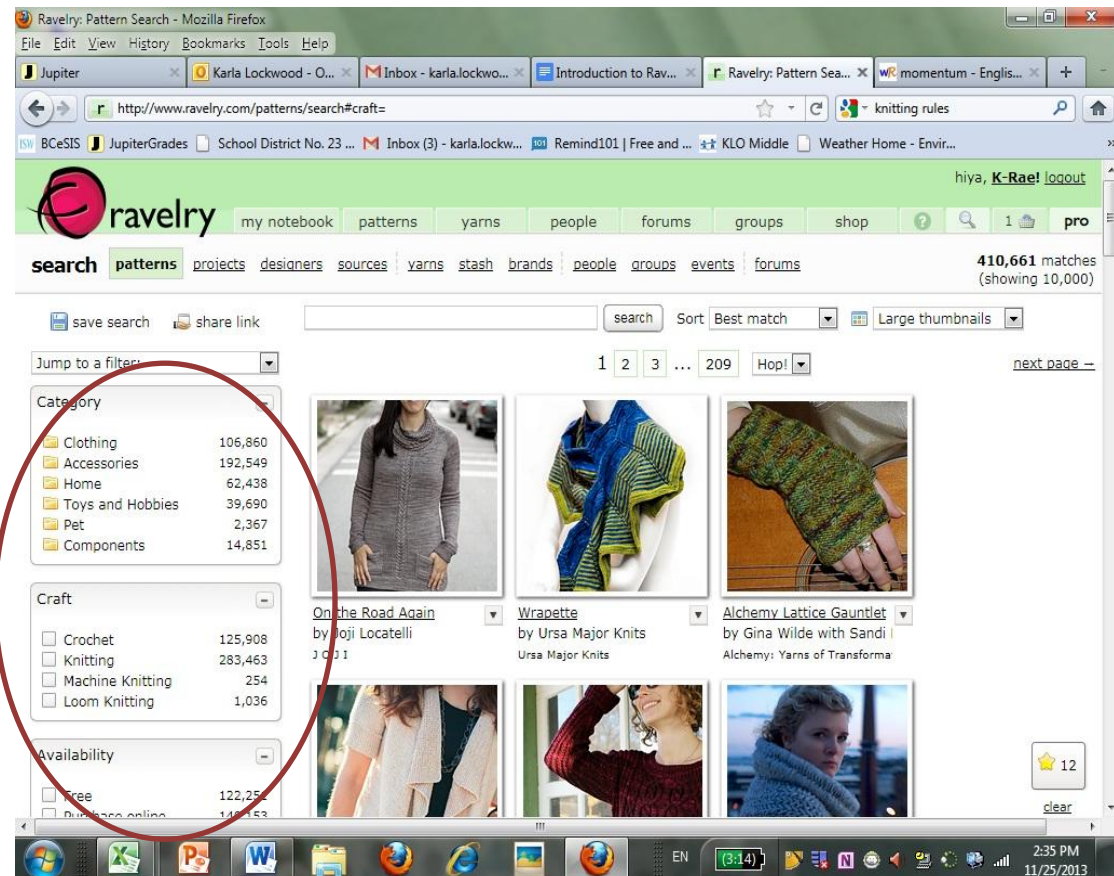 Ravelry: Pattern Search - Mozilla Firefox
File Edit View History Bookmarks Tools Help
Jupiter Karla Lockwood - O... Inbox - karla.lockwo... Introduction to Rav... Ravelry: Pattern Sea... momentum - Englis... +
http://www.ravelry.com/patterns/search#craft= knitting rules
BCeSIS JupiterGrades School District No. 23 ... Inbox (3) - karla.lockw... Remind101 | Free and ... KLO Middle Weather Home - Envir... »
hiya, K-Rae! logout
ravelry my notebook patterns yarns people forums groups shop ? 1 pro
search patterns projects designers sources yarns stash brands people groups events forums 410,661 matches
(showing 10,000)
save search share link search Sort Best match Large thumbnails
Jump to a filter: 1 2 3 ... 209 Hop! next page →
Category
Clothing 106,860
Accessories 192,549
Home 62,438
Toys and Hobbies 39,690
Pet 2,367
Components 14,851
Craft
Crochet 125,908
Knitting 283,463
Machine Knitting 254
Loom Knitting 1,036
Availability
Free 122,251
Purchase online
On the Road Again
by Joji Locatelli
J O J I
Wrapette
by Ursa Major Knits
Ursa Major Knits
Alchemy Lattice Gauntlet
by Gina Wilde with Sandi
Alchemy: Yarns of Transforma
12
clear
EN (3:14) 2:35 PM
11/25/2013